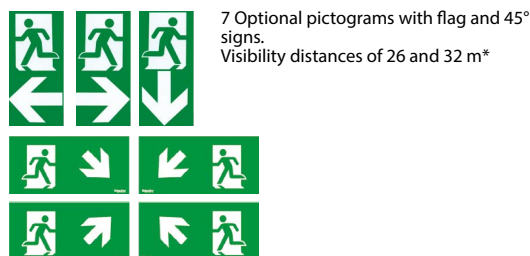 7 Optional pictograms with flag and 45°
signs.
Visibility distances of 26 and 32 m*